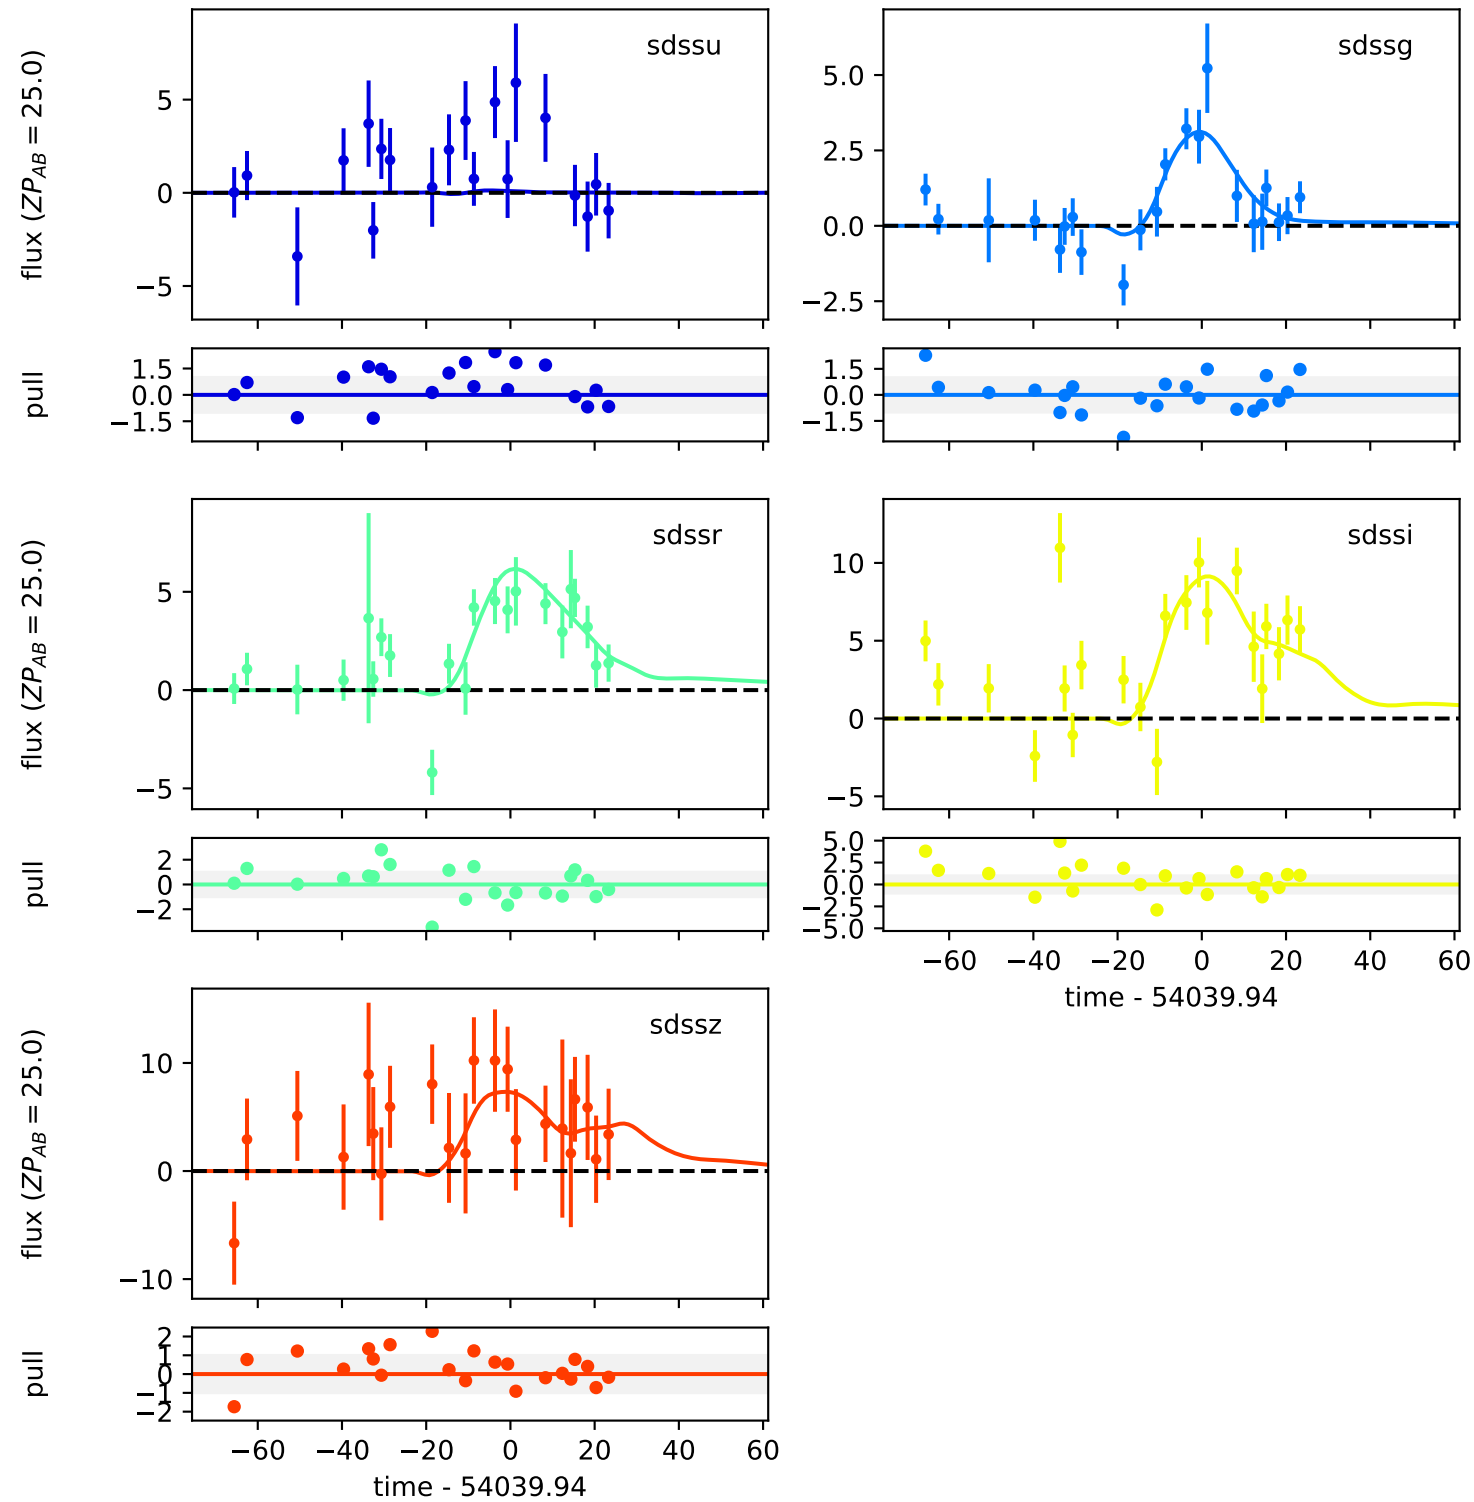 sdssu
flux (ZP_AB = 25.0)
5
0
−5
pull
1.5
0.0
−1.5
sdssg
5.0
2.5
0.0
−2.5
1.5
0.0
−1.5
sdssr
flux (ZP_AB = 25.0)
5
0
−5
pull
2
0
−2
sdssi
10
5
0
−5
5.0
2.5
0.0
−2.5
−5.0
−60 −40 −20 0 20 40 60
time - 54039.94
sdssz
flux (ZP_AB = 25.0)
10
0
−10
pull
2
1
0
−1
−2
−60 −40 −20 0 20 40 60
time - 54039.94